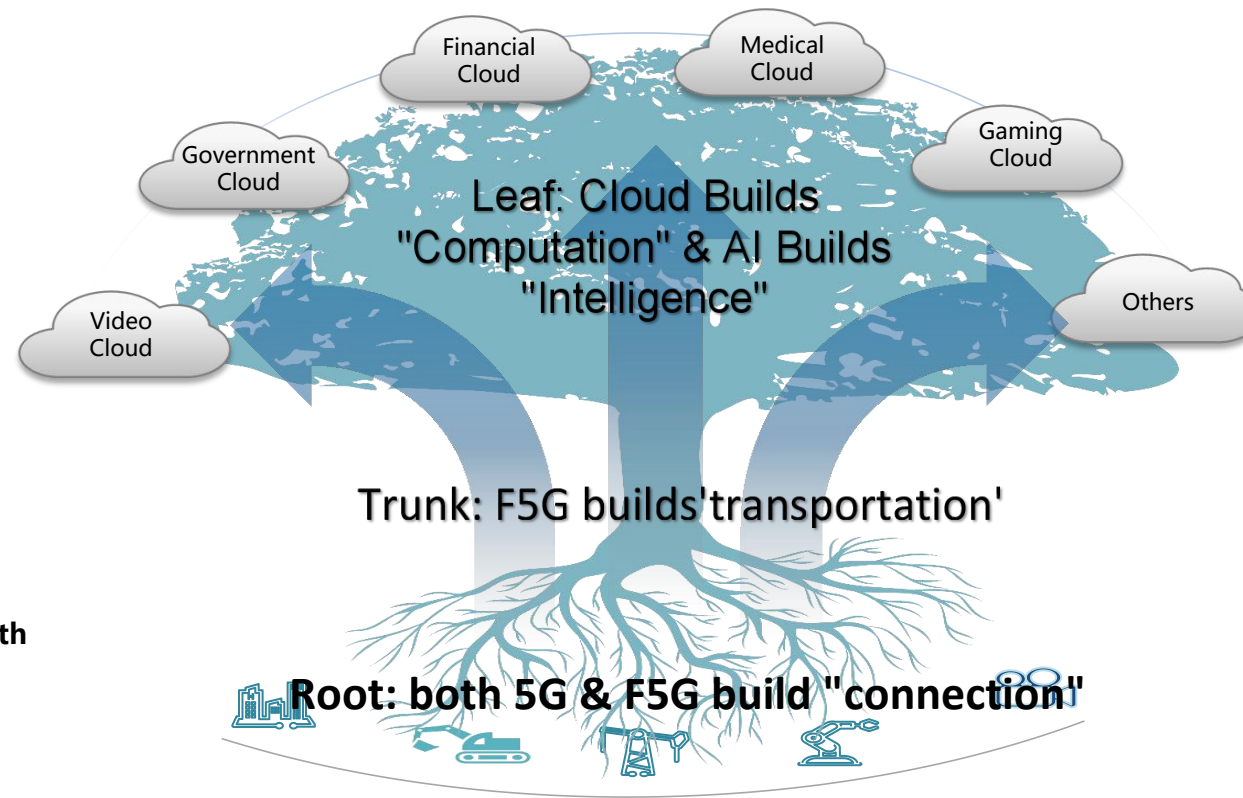 Financial
Cloud
Medical
Cloud
Government
Cloud
Gaming
Cloud
Leaf: Cloud Builds
"Computation" & AI Builds
"Intelligence"
Video
Cloud
Others
Trunk: F5G builds'transportation'
th
Root: both 5G & F5G build "connection"